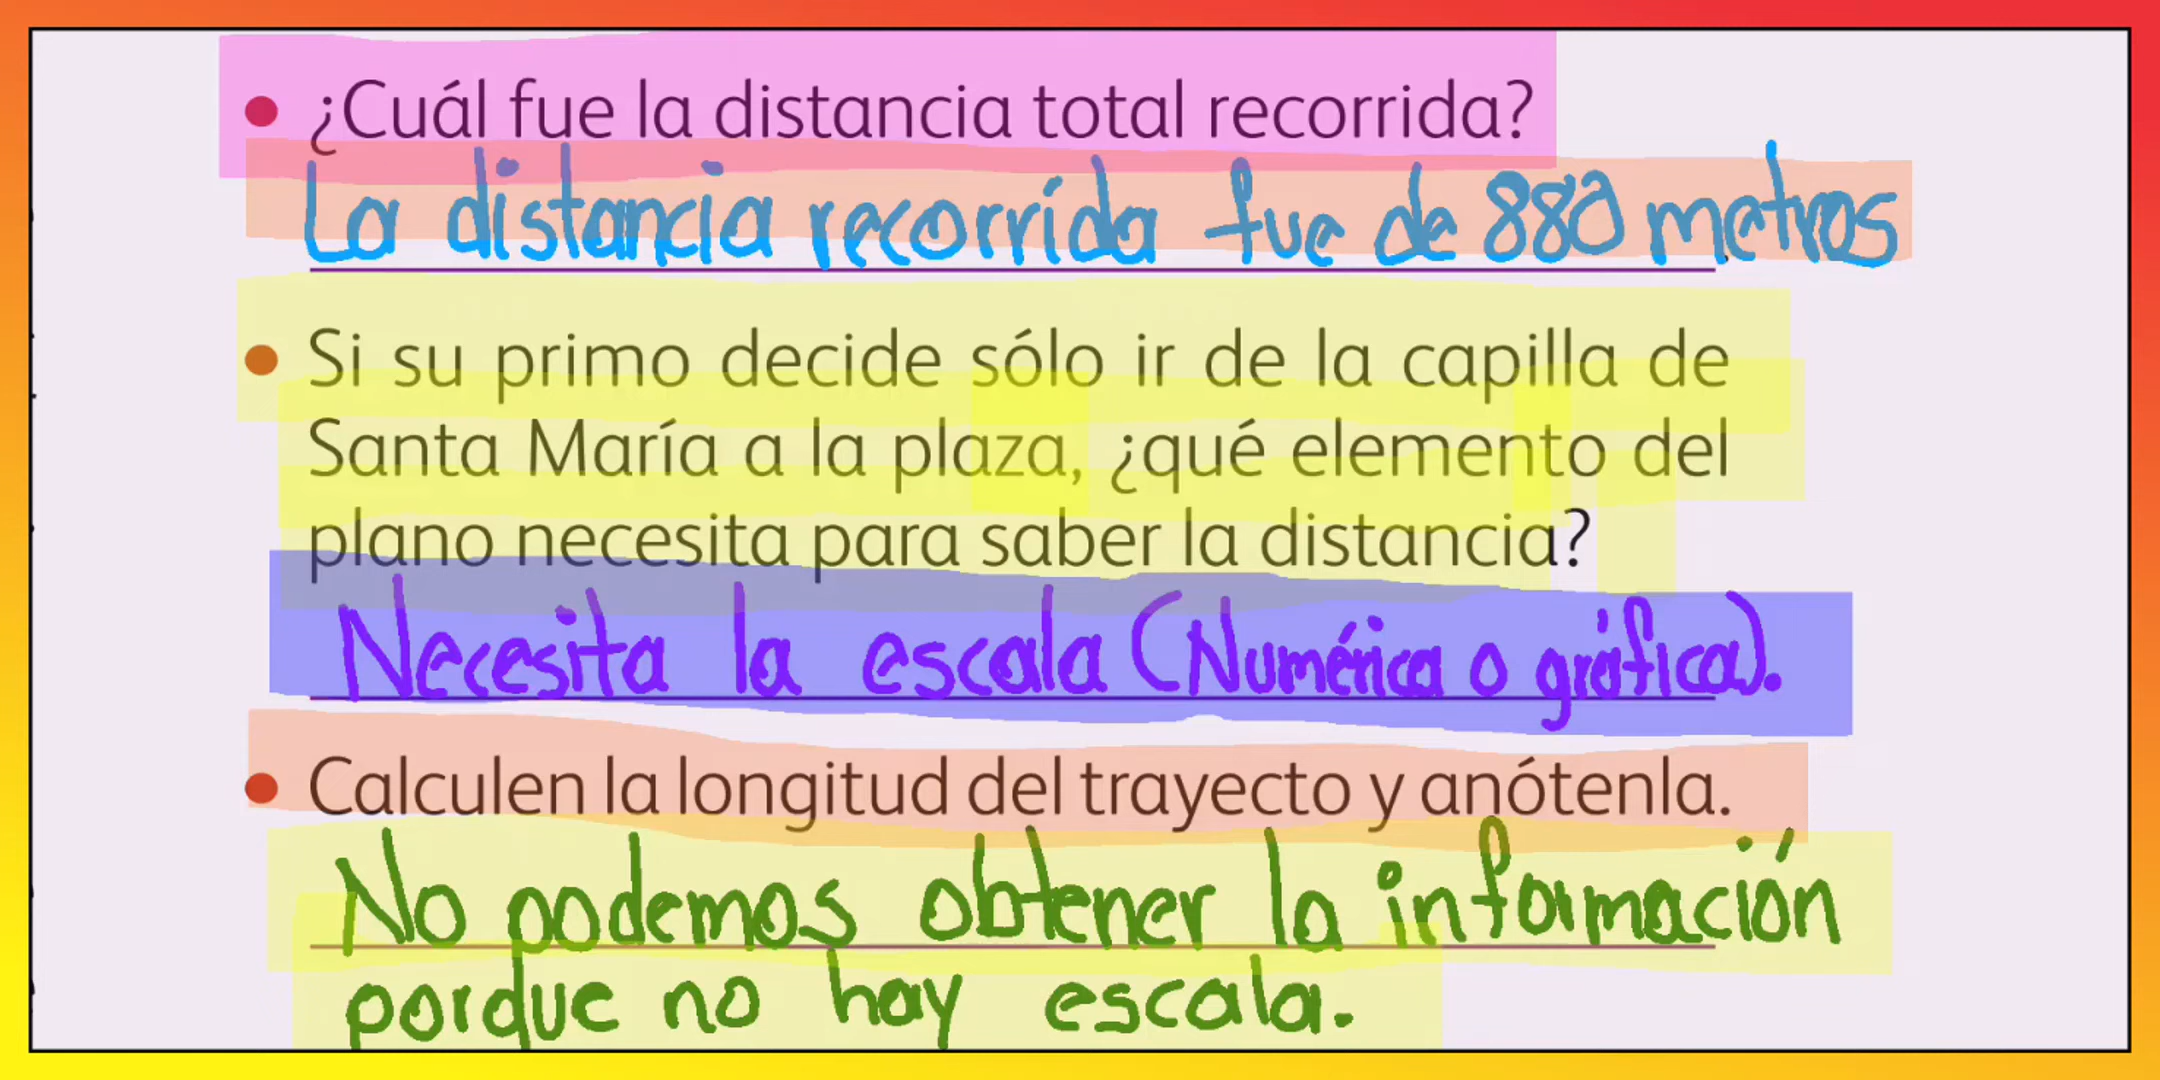 • ¿Cuál fue la distancia total recorrida?
La distancia recorrida fue de 880 metros
• Si su primo decide sólo ir de la capilla de
Santa María a la plaza, ¿qué elemento del
plano necesita para saber la distancia?
Necesita la escala (Numérica o gráfica).
• Calculen la longitud del trayecto y anótenla.
No podemos obtener la información
porque no hay escala.